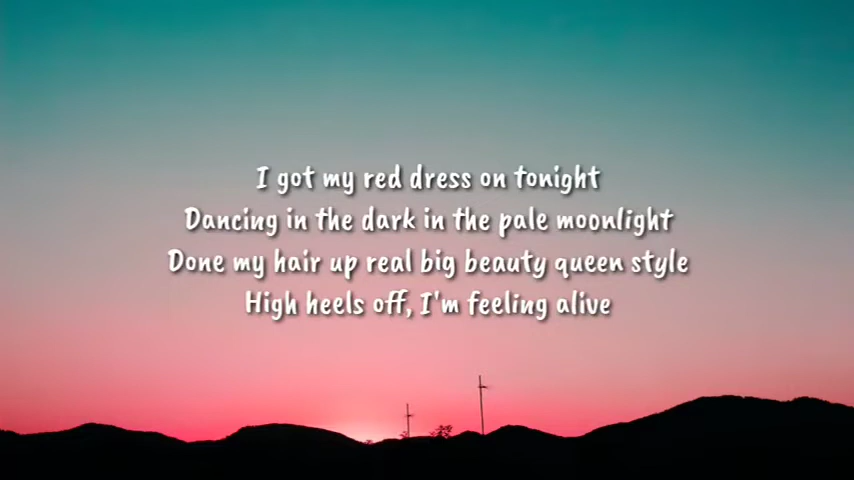 I got my red dress on tonight
Dancing in the dark in the pale moonlight
Done my hair up real big beauty queen style
High heels off, I'm feeling alive